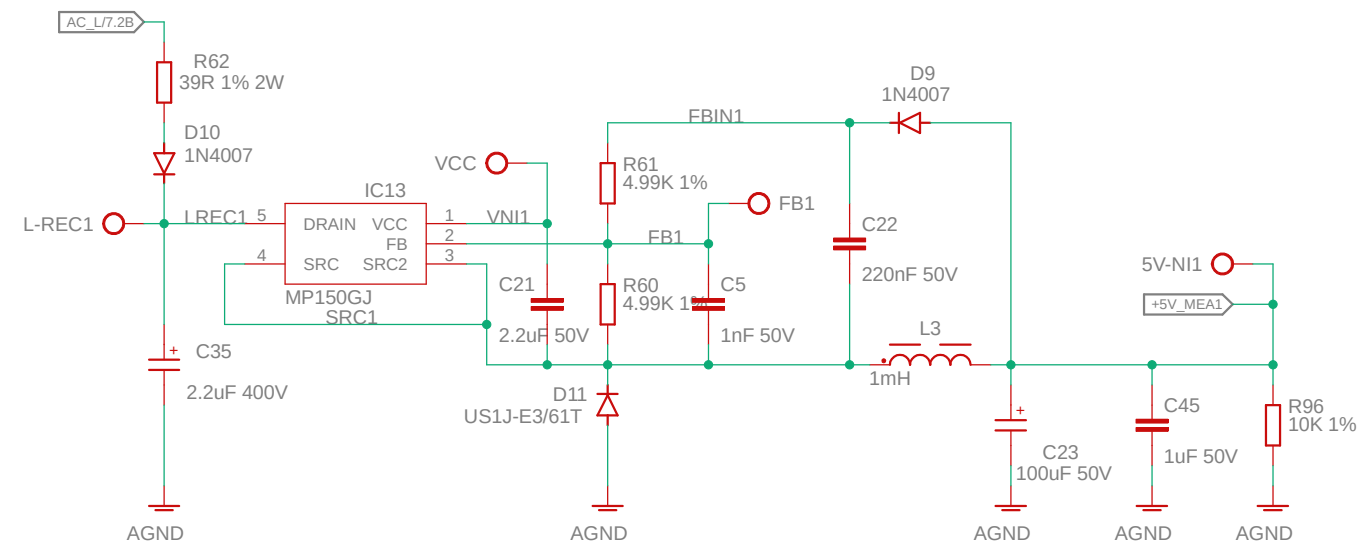 AC_L/7.2B
R62
39R 1% 2W
D10
1N4007
L-REC1
LREC1
5
4
IC13
DRAIN
VCC
FB
SRC
SRC2
MP150GJ
SRC1
1
2
3
VCC
VNI1
C21
2.2uF 50V
FBIN1
R61
4.99K 1%
FB1
FB1
R60
4.99K 1%
C5
1nF 50V
D9
1N4007
C22
220nF 50V
L3
1mH
5V-NI1
+5V_MEA1
C35
+
2.2uF 400V
D11
US1J-E3/61T
+
C23
100uF 50V
C45
1uF 50V
R96
10K 1%
AGND
AGND
AGND
AGND
AGND